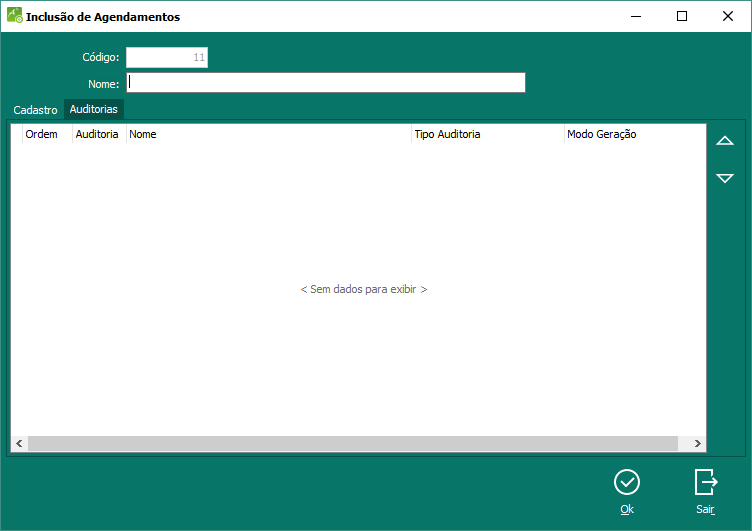 Inclusão de Agendamentos
Código: 11
Nome:
Cadastro Auditorias
Ordem Auditoria Nome Tipo Auditoria Modo Geração
< Sem dados para exibir >
Ok Sair